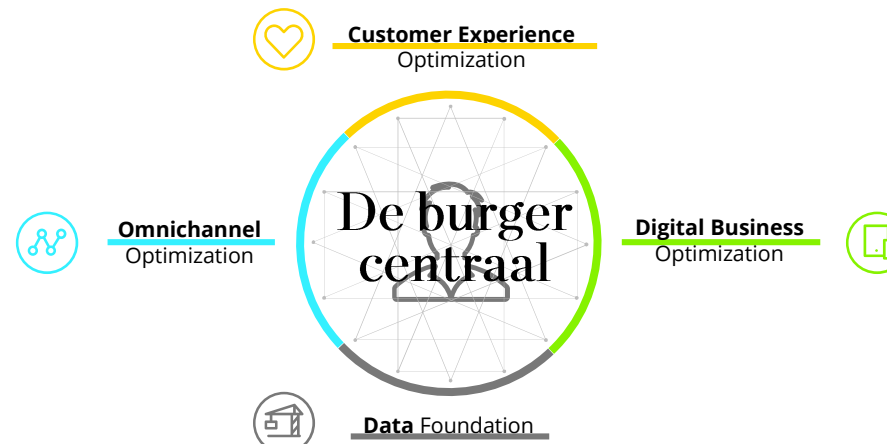 Customer Experience
Optimization
De burger
centraal
Omnichannel
Optimization
Digital Business
Optimization
Data Foundation